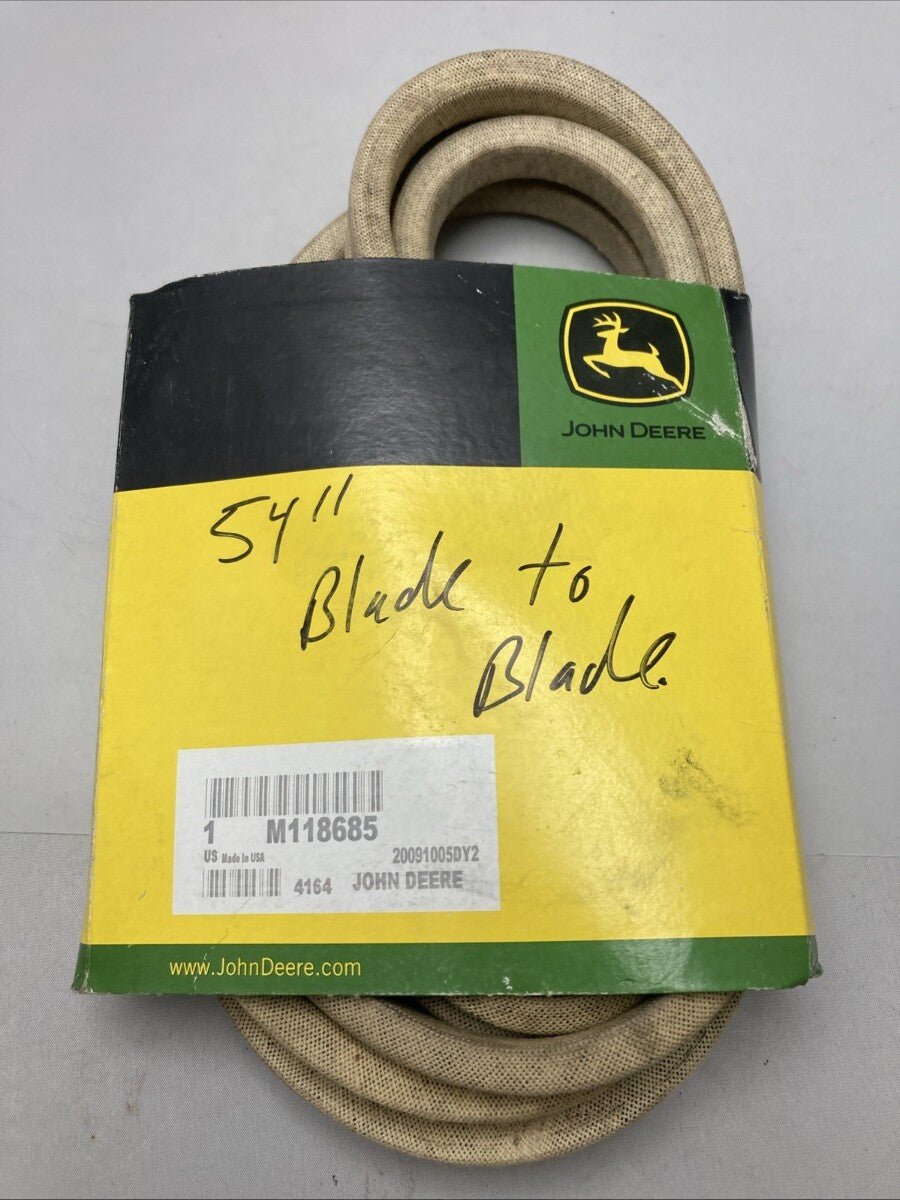 JOHN DEERE
54"
Blade to
Blade.
1 M118685
US Made In USA 20091005DY2
4164 JOHN DEERE
www.JohnDeere.com